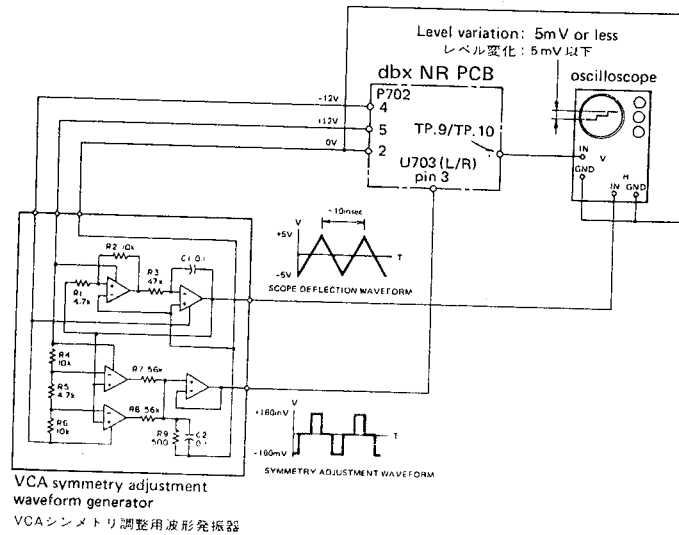 Level variation: 5mV or less
レベル変化：5mV 以下
dbx NR PCB
oscilloscope
P702
-12V
4
+12V
5
TP.9/TP.10
0V
2
U703 (L/R)
pin 3
IN
V
GND
H
IN
GND
R2 10k
C1 0.1
R3
47k
R1
4.7k
V
~10msec
+5V
T
-5V
SCOPE DEFLECTION WAVEFORM
R4
10k
R7 56k
R5
4.7k
R8 56k
R6
10k
R9
500
C2
0.1
V
+180mV
T
-180mV
SYMMETRY ADJUSTMENT WAVEFORM
VCA symmetry adjustment
waveform generator
VCAシンメトリ調整用波形発振器